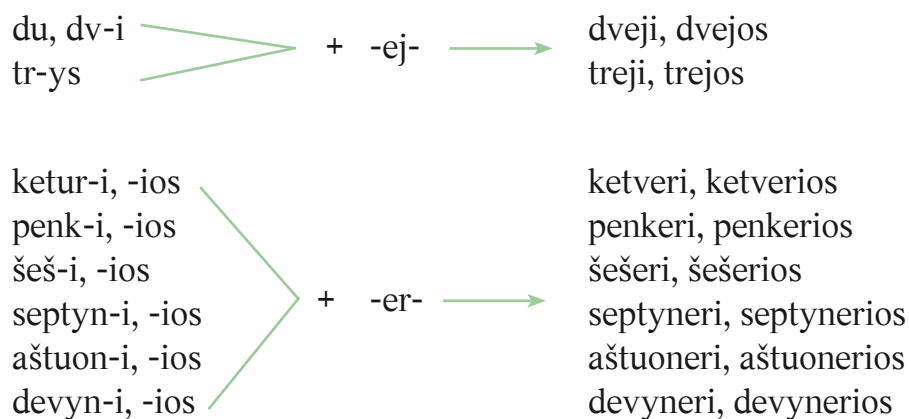 du, dv-i
tr-ys
+ -ej-
dveji, dvejos
treji, trejos
ketur-i, -ios
penk-i, -ios
šeš-i, -ios
septyn-i, -ios
aštuon-i, -ios
devyn-i, -ios
+ -er-
ketveri, ketverios
penkeri, penkerios
šešeri, šešerios
septyneri, septynerios
aštuoneri, aštuonerios
devyneri, devynerios